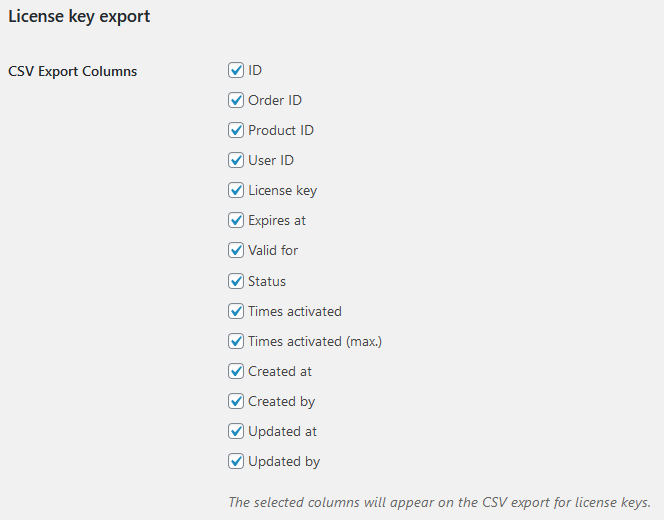 License key export
CSV Export Columns
ID
Order ID
Product ID
User ID
License key
Expires at
Valid for
Status
Times activated
Times activated (max.)
Created at
Created by
Updated at
Updated by
The selected columns will appear on the CSV export for license keys.